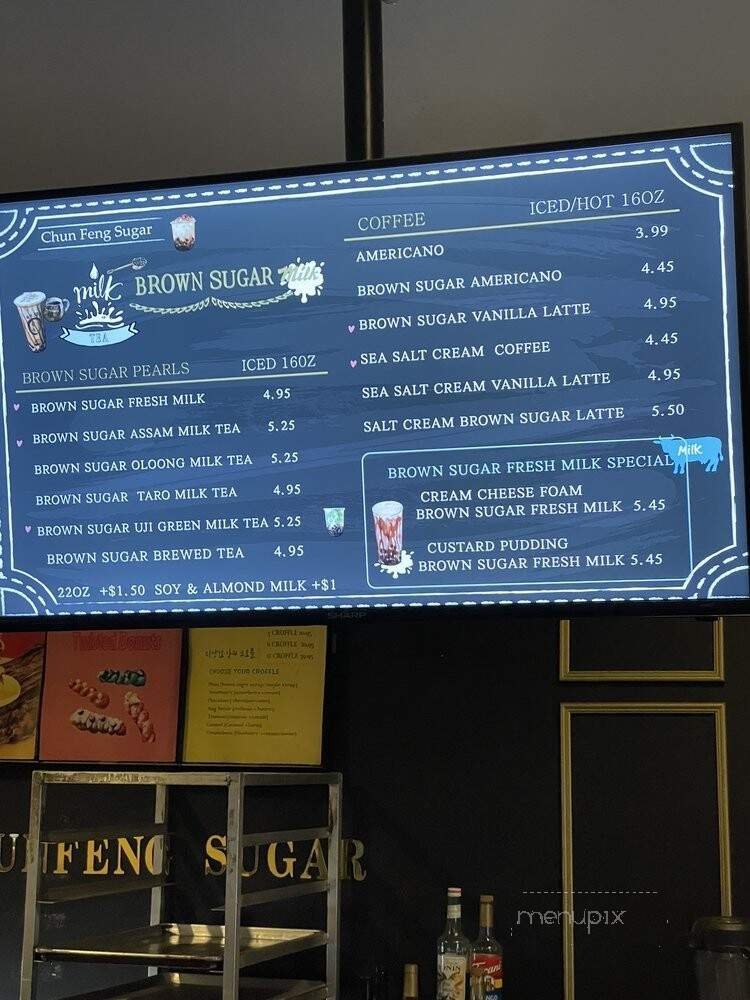 Chun Feng Sugar
milk
TEA
BROWN SUGAR Milk
BROWN SUGAR PEARLS ICED 16OZ
BROWN SUGAR FRESH MILK 4.95
BROWN SUGAR ASSAM MILK TEA 5.25
BROWN SUGAR OLOONG MILK TEA 5.25
BROWN SUGAR TARO MILK TEA 4.95
BROWN SUGAR UJI GREEN MILK TEA 5.25
BROWN SUGAR BREWED TEA 4.95
22OZ +$1.50 SOY & ALMOND MILK +$1
COFFEE ICED/HOT 16OZ
AMERICANO 3.99
BROWN SUGAR AMERICANO 4.45
BROWN SUGAR VANILLA LATTE 4.95
SEA SALT CREAM COFFEE 4.45
SEA SALT CREAM VANILLA LATTE 4.95
SALT CREAM BROWN SUGAR LATTE 5.50
Milk
BROWN SUGAR FRESH MILK SPECIAL
CREAM CHEESE FOAM
BROWN SUGAR FRESH MILK 5.45
CUSTARD PUDDING
BROWN SUGAR FRESH MILK 5.45
SHARP
Twisted Donuts
CROFFLE
CROFFLE
CROFFLE
CHOOSE YOUR CROFFLE
UNFENG SUGAR
menupix